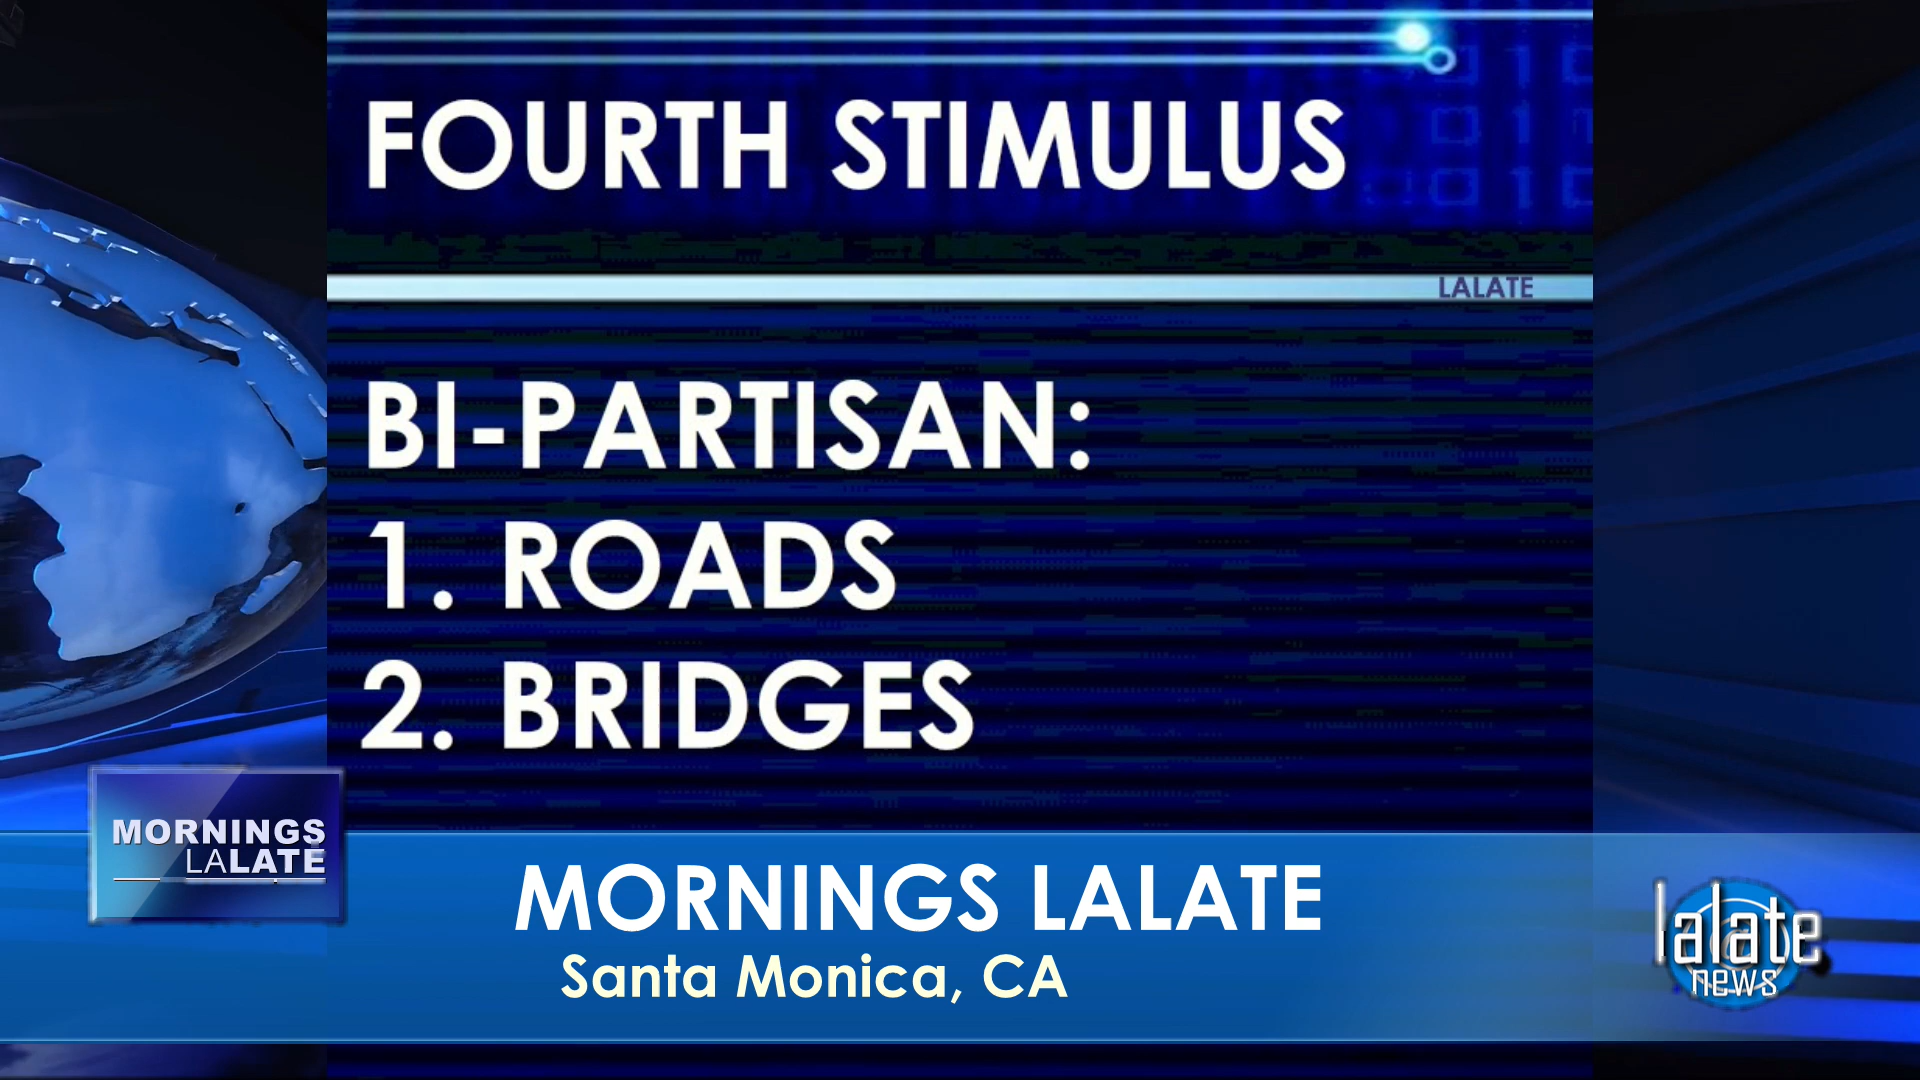 FOURTH STIMULUS
LALATE
BI-PARTISAN:
1. ROADS
2. BRIDGES
MORNINGS
LALATE
MORNINGS LALATE
Santa Monica, CA
lalate
news